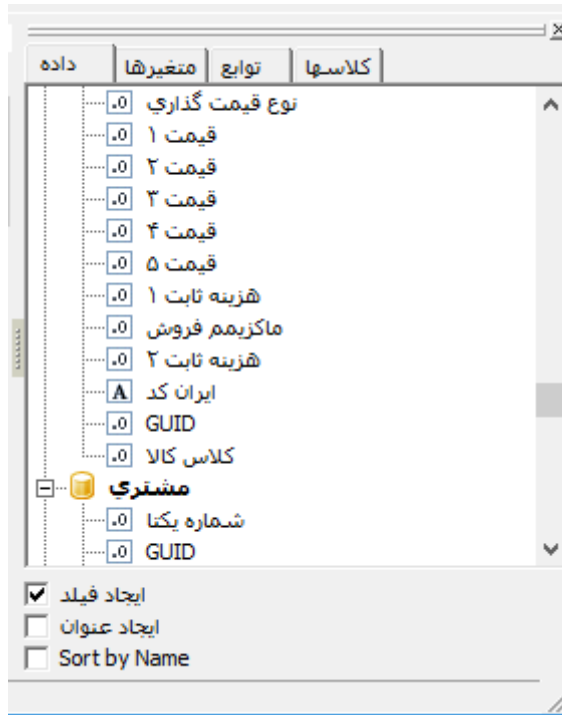 داده متغیرها توابع کلاسها
نوع قیمت گذاري
قیمت ۱
قیمت ۲
قیمت ۳
قیمت ۴
قیمت ۵
هزینه ثابت ۱
ماکزیمم فروش
هزینه ثابت ۲
ایران کد
GUID
کلاس کالا
مشتري
شماره یکتا
GUID
ایجاد فیلد
ایجاد عنوان
Sort by Name